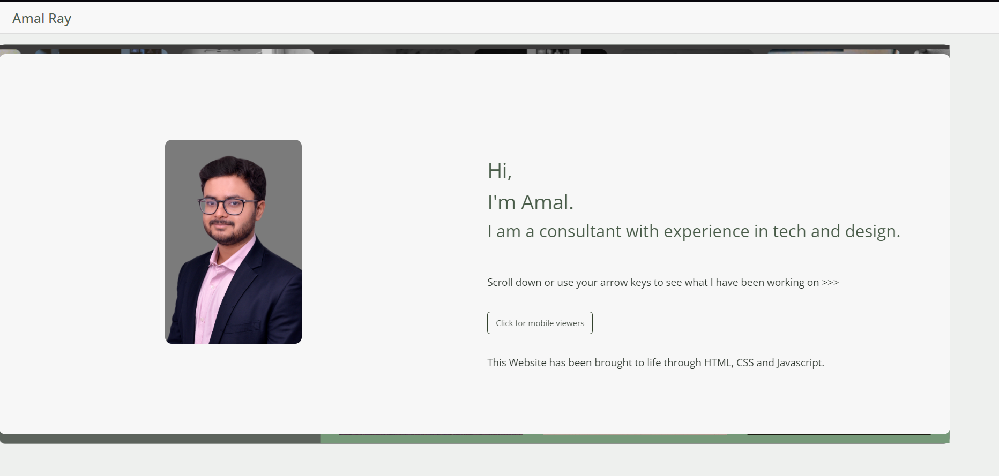 Amal Ray
Hi,
I'm Amal.
I am a consultant with experience in tech and design.
Scroll down or use your arrow keys to see what I have been working on >>>
Click for mobile viewers
This Website has been brought to life through HTML, CSS and Javascript.